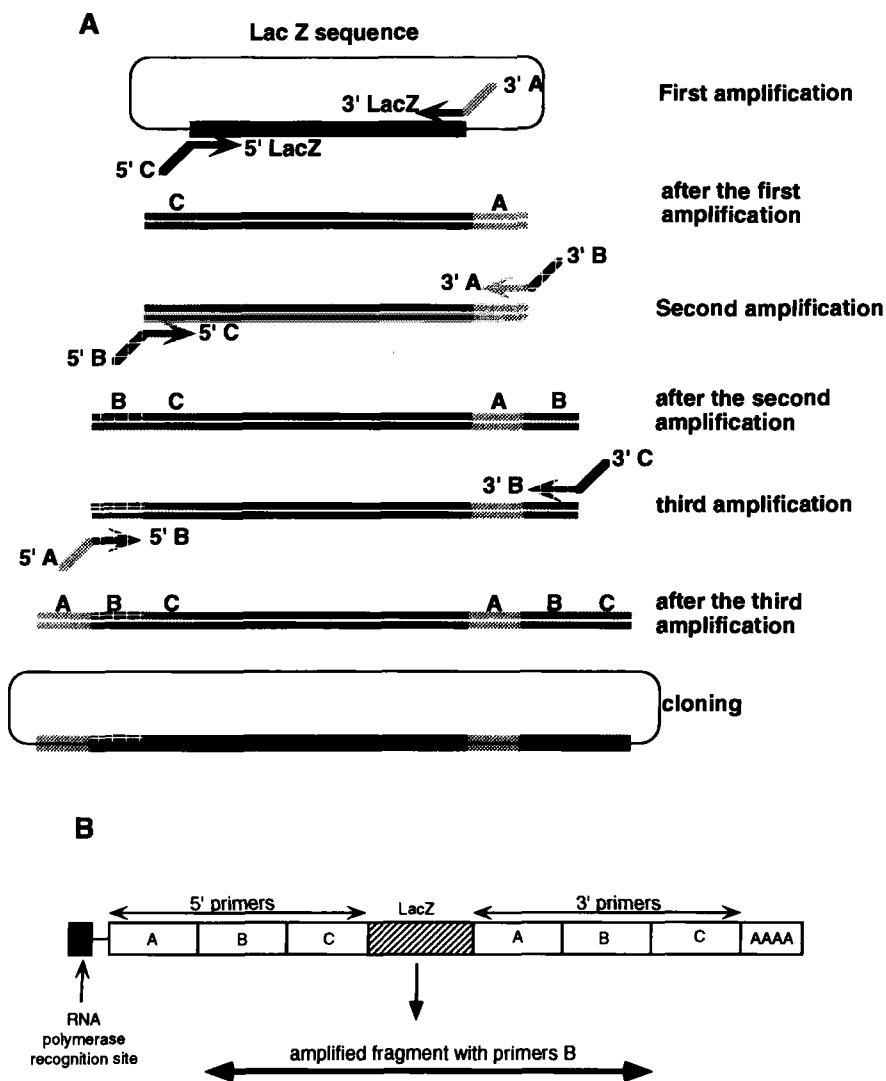 A
Lac Z sequence
3' A
3' LacZ
First amplification
5' LacZ
5' C
C A
after the first
amplification
3' B
3' A
Second amplification
5' C
5' B
B C A B
after the second
amplification
3' C
3' B
third amplification
5' B
5' A
A B C A B C
after the third
amplification
cloning
B
5' primers LacZ 3' primers
A B C A B C AAAA
RNA
polymerase
recognition site
amplified fragment with primers B